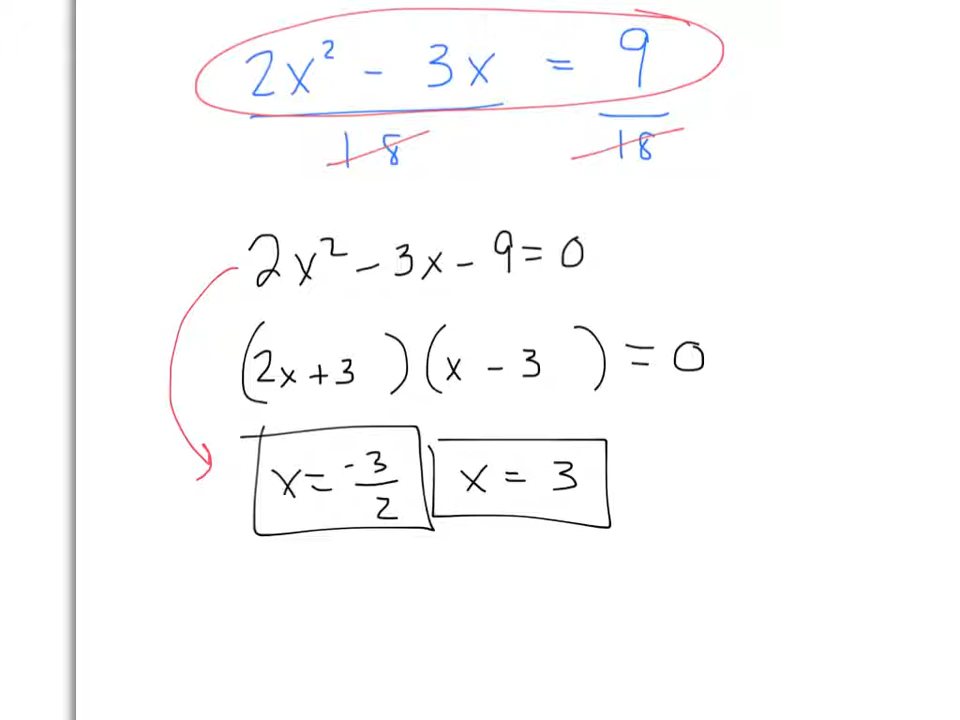 2x² - 3x = 9
18 18
2x² - 3x - 9 = 0
(2x + 3 ) (x - 3 ) = 0
x = -3/2 x = 3